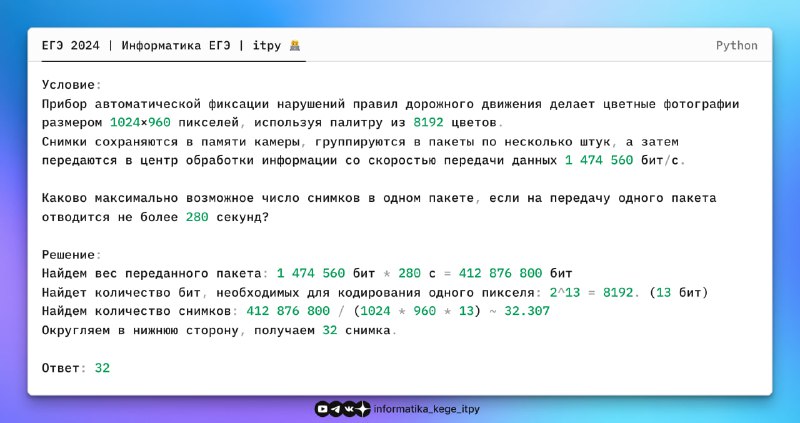 ЕГЭ 2024 | Информатика ЕГЭ | itpy
Python
Условие:
Прибор автоматической фиксации нарушений правил дорожного движения делает цветные фотографии
размером 1024×960 пикселей, используя палитру из 8192 цветов.
Снимки сохраняются в памяти камеры, группируются в пакеты по несколько штук, а затем
передаются в центр обработки информации со скоростью передачи данных 1 474 560 бит/с.
Каково максимально возможное число снимков в одном пакете, если на передачу одного пакета
отводится не более 280 секунд?
Решение:
Найдем вес переданного пакета: 1 474 560 бит * 280 с = 412 876 800 бит
Найдет количество бит, необходимых для кодирования одного пикселя: 2^13 = 8192. (13 бит)
Найдем количество снимков: 412 876 800 / (1024 * 960 * 13) ~ 32.307
Округляем в нижнюю сторону, получаем 32 снимка.
Ответ: 32
informatika_kege_itpy